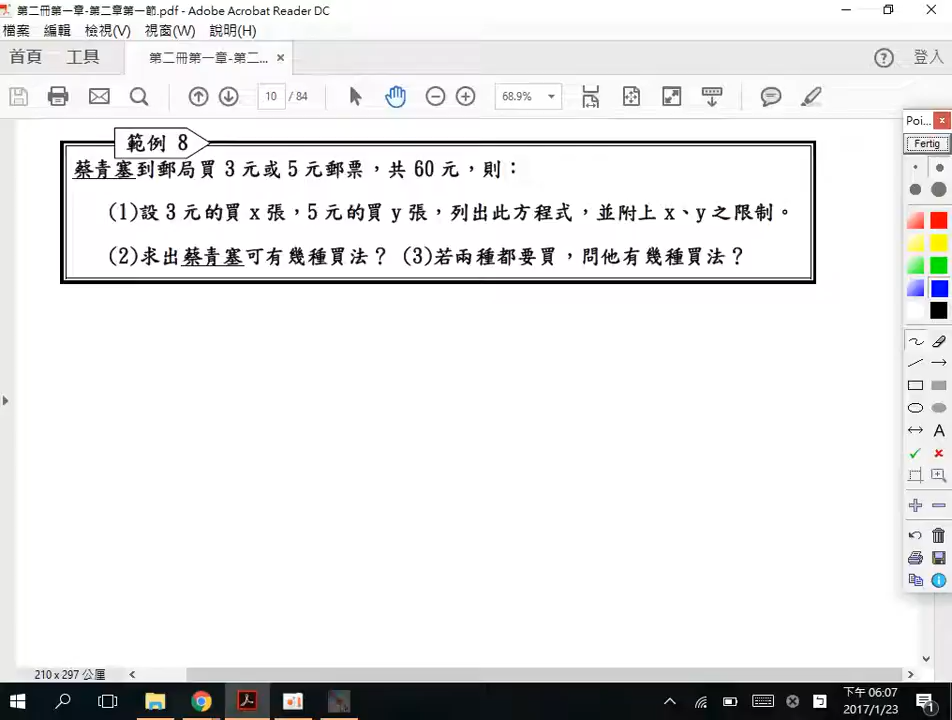 第二冊第一章-第二章第一節.pdf - Adobe Acrobat Reader DC
檔案 編輯 檢視(V) 視窗(W) 說明(H)
首頁 工具 第二冊第一章-第二... × ? 登入
10 / 84 68.9%
Poi... x
Fertig
範例 8
蔡青塞到郵局買 3 元或 5 元郵票，共 60 元，則：
(1)設 3 元的買 x 張，5 元的買 y 張，列出此方程式，並附上 x、y 之限制。
(2)求出蔡青塞可有幾種買法？ (3)若兩種都要買，問他有幾種買法？
A
210 x 297 公厘
下午 06:07
2017/1/23
1